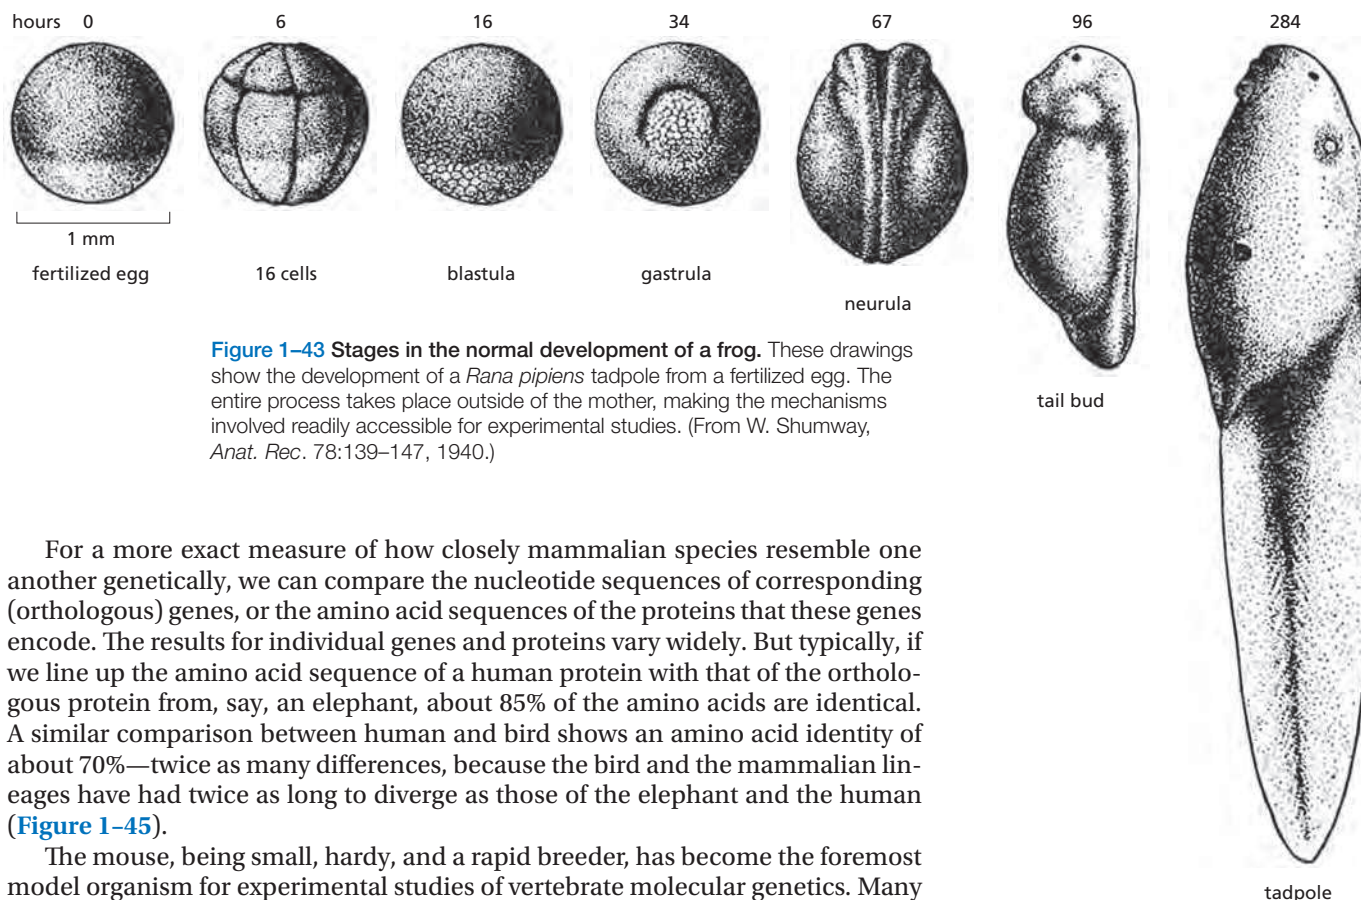 hours 0 6 16 34 67 96 284
1 mm
fertilized egg 16 cells blastula gastrula
neurula
tail bud
tadpole
Figure 1–43 Stages in the normal development of a frog. These drawings
show the development of a Rana pipiens tadpole from a fertilized egg. The
entire process takes place outside of the mother, making the mechanisms
involved readily accessible for experimental studies. (From W. Shumway,
Anat. Rec. 78:139–147, 1940.)
For a more exact measure of how closely mammalian species resemble one
another genetically, we can compare the nucleotide sequences of corresponding
(orthologous) genes, or the amino acid sequences of the proteins that these genes
encode. The results for individual genes and proteins vary widely. But typically, if
we line up the amino acid sequence of a human protein with that of the ortholo-
gous protein from, say, an elephant, about 85% of the amino acids are identical.
A similar comparison between human and bird shows an amino acid identity of
about 70%—twice as many differences, because the bird and the mammalian lin-
eages have had twice as long to diverge as those of the elephant and the human
(Figure 1–45).
The mouse, being small, hardy, and a rapid breeder, has become the foremost
model organism for experimental studies of vertebrate molecular genetics. Many